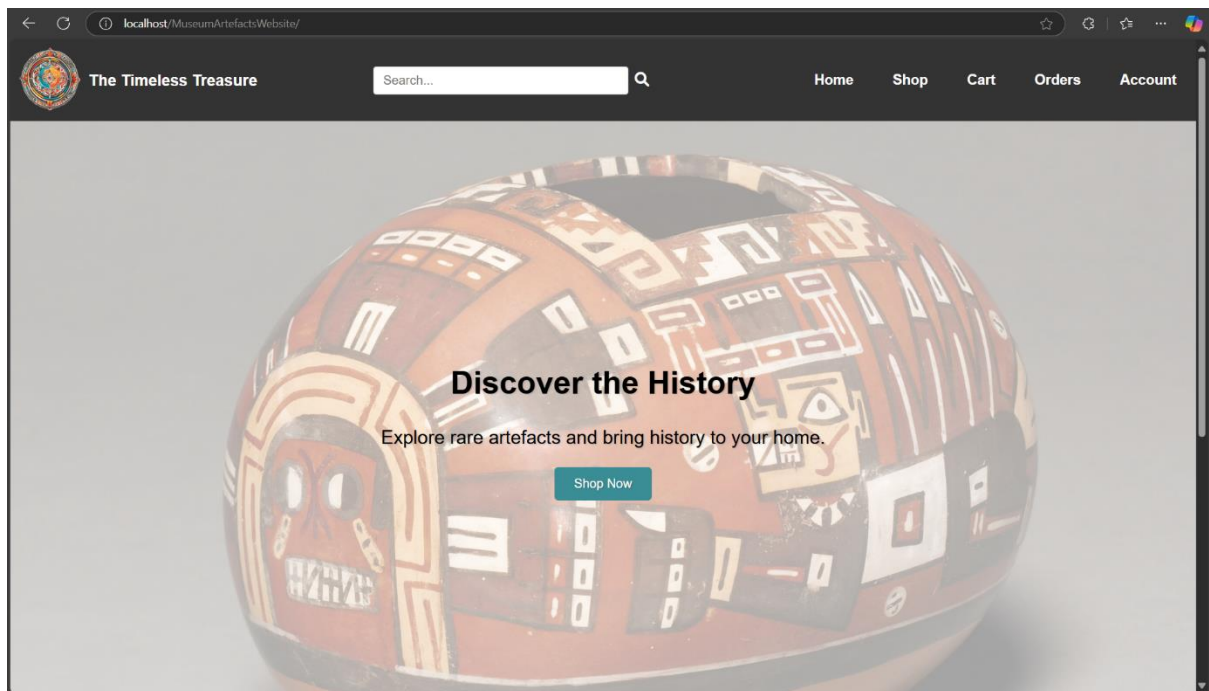 localhost/MuseumArtefactsWebsite/
The Timeless Treasure
Search...
Home Shop Cart Orders Account
Discover the History
Explore rare artefacts and bring history to your home.
Shop Now